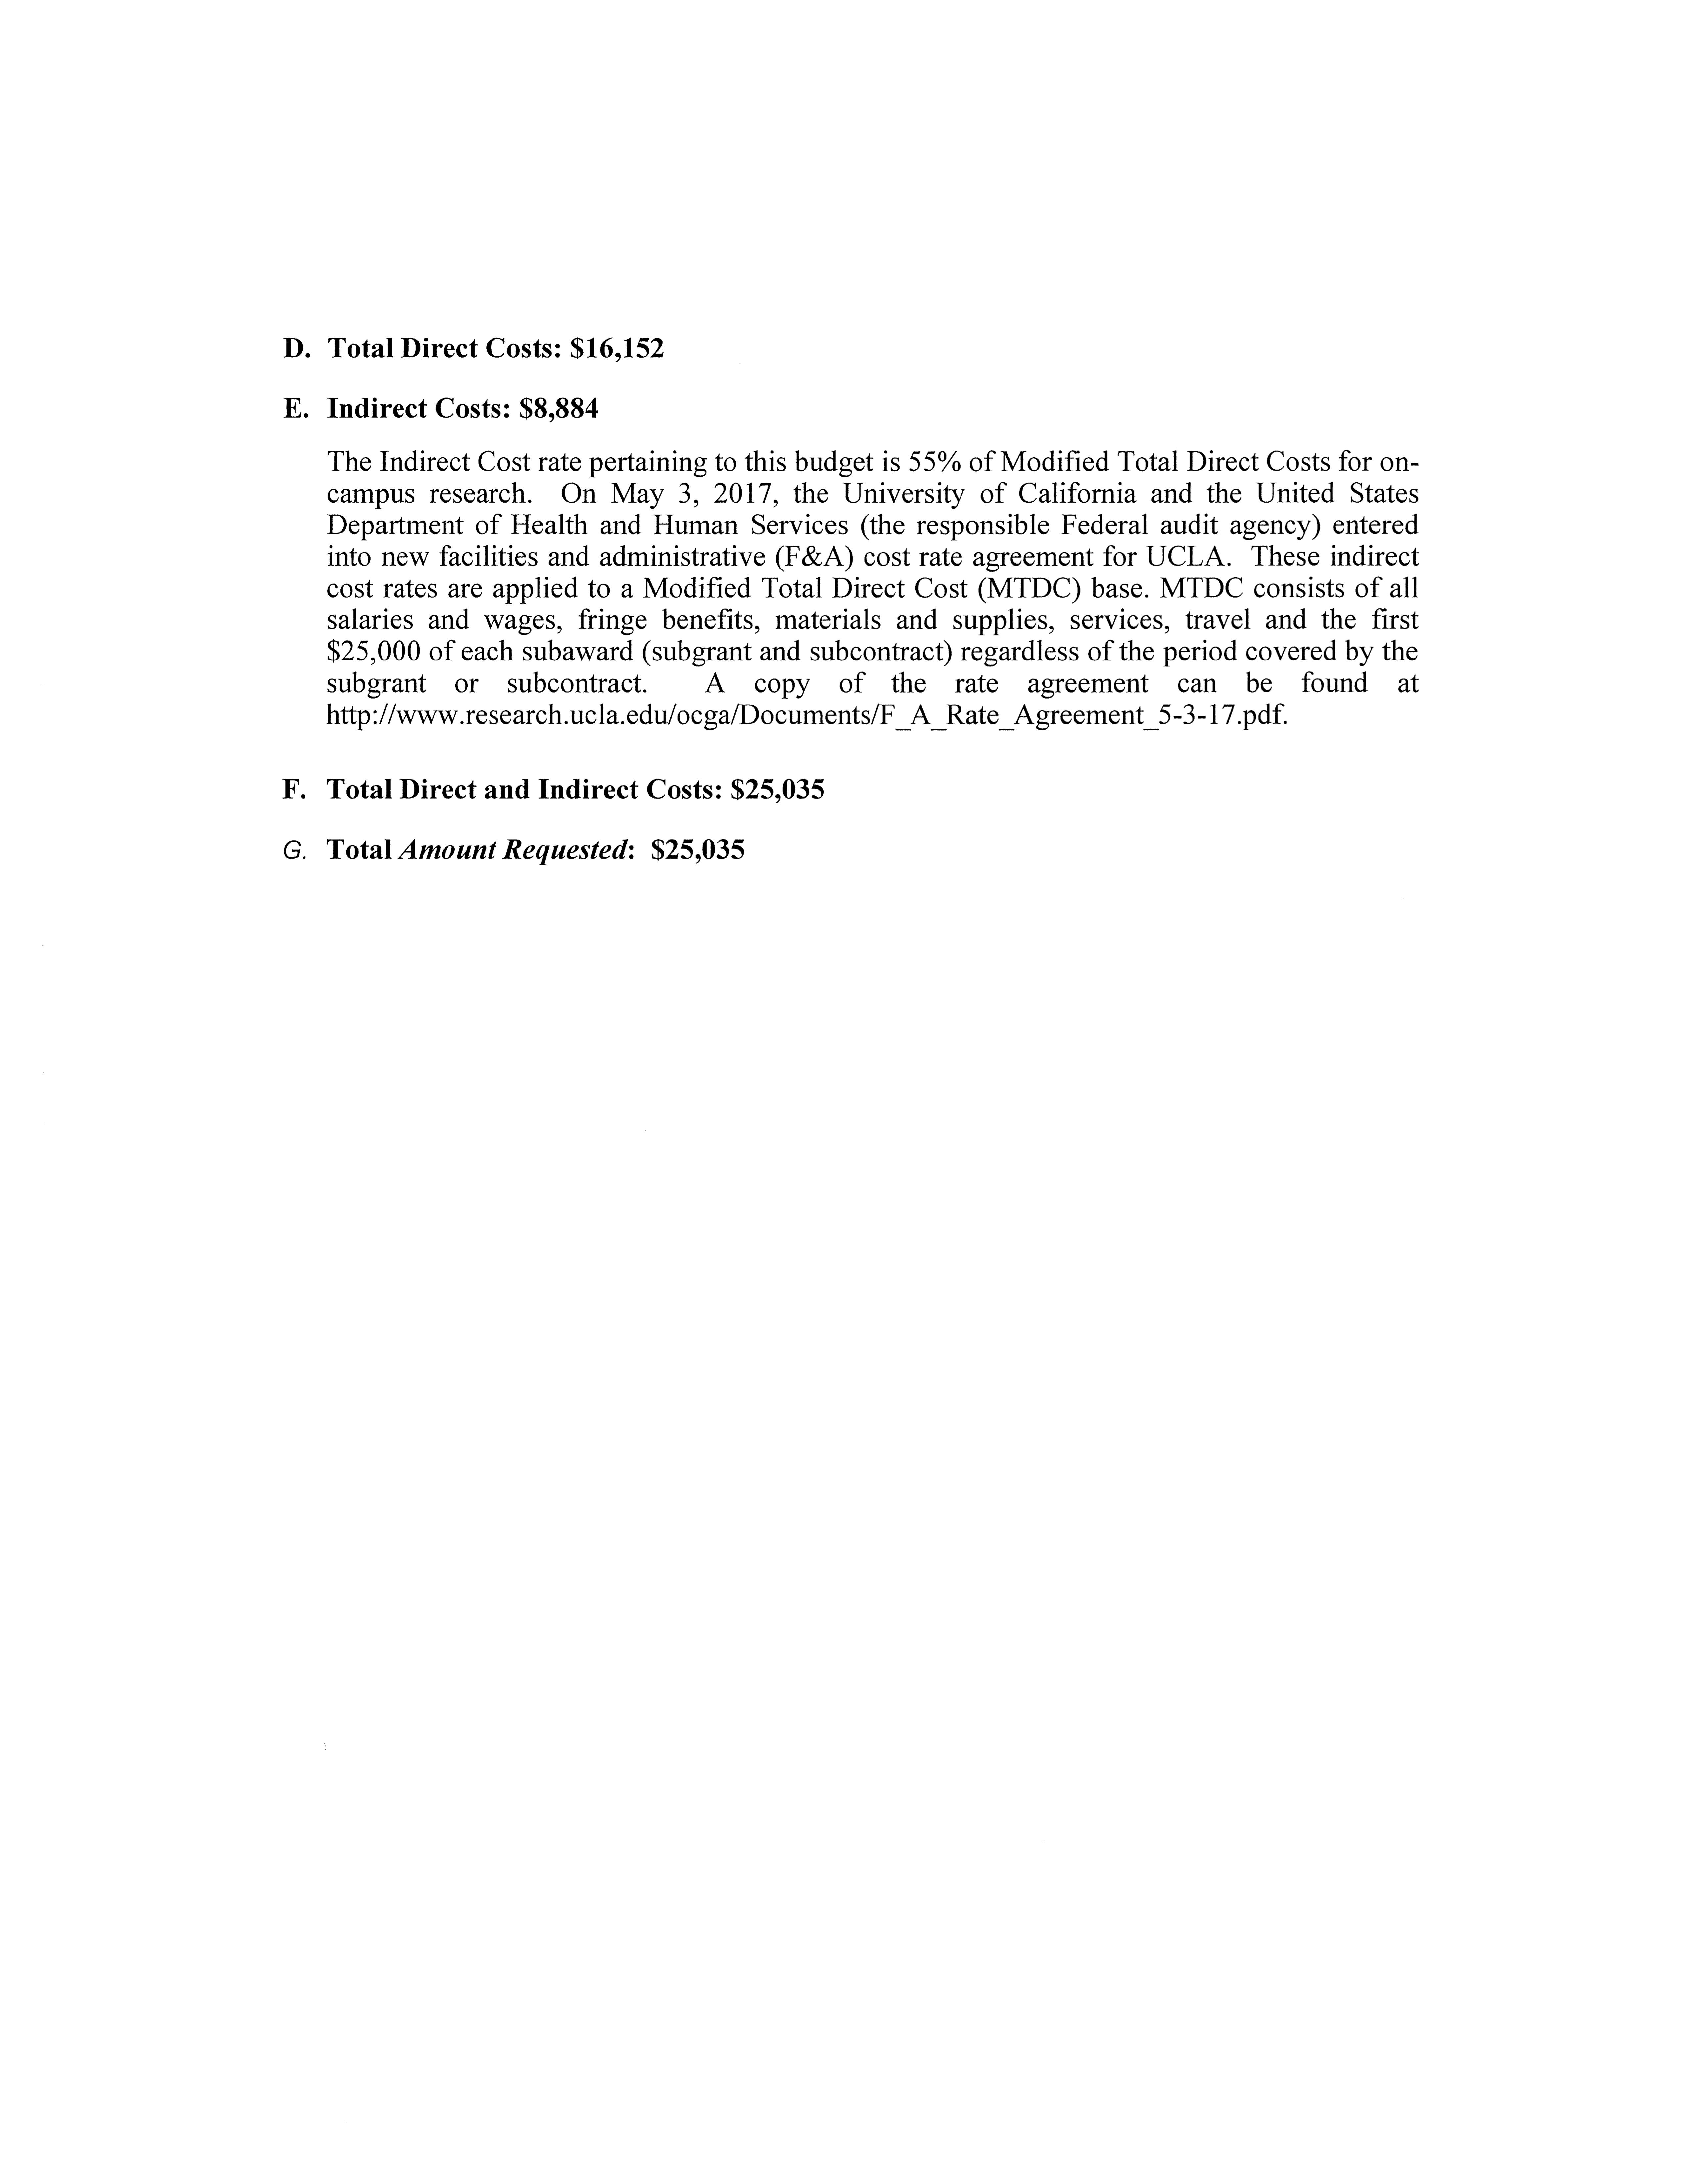 D. Total Direct Costs: $16,152
E. Indirect Costs: $8,884
The Indirect Cost rate pertaining to this budget is 55% of Modified Total Direct Costs for on-
campus research. On May 3, 2017, the University of California and the United States
Department of Health and Human Services (the responsible Federal audit agency) entered
into new facilities and administrative (F&A) cost rate agreement for UCLA. These indirect
cost rates are applied to a Modified Total Direct Cost (MTDC) base. MTDC consists of all
salaries and wages, fringe benefits, materials and supplies, services, travel and the first
$25,000 of each subaward (subgrant and subcontract) regardless of the period covered by the
subgrant or subcontract. A copy of the rate agreement can be found at
http://www.research.ucla.edu/ocga/Documents/F_A_Rate_Agreement_5-3-17.pdf.
F. Total Direct and Indirect Costs: $25,035
G. Total Amount Requested: $25,035